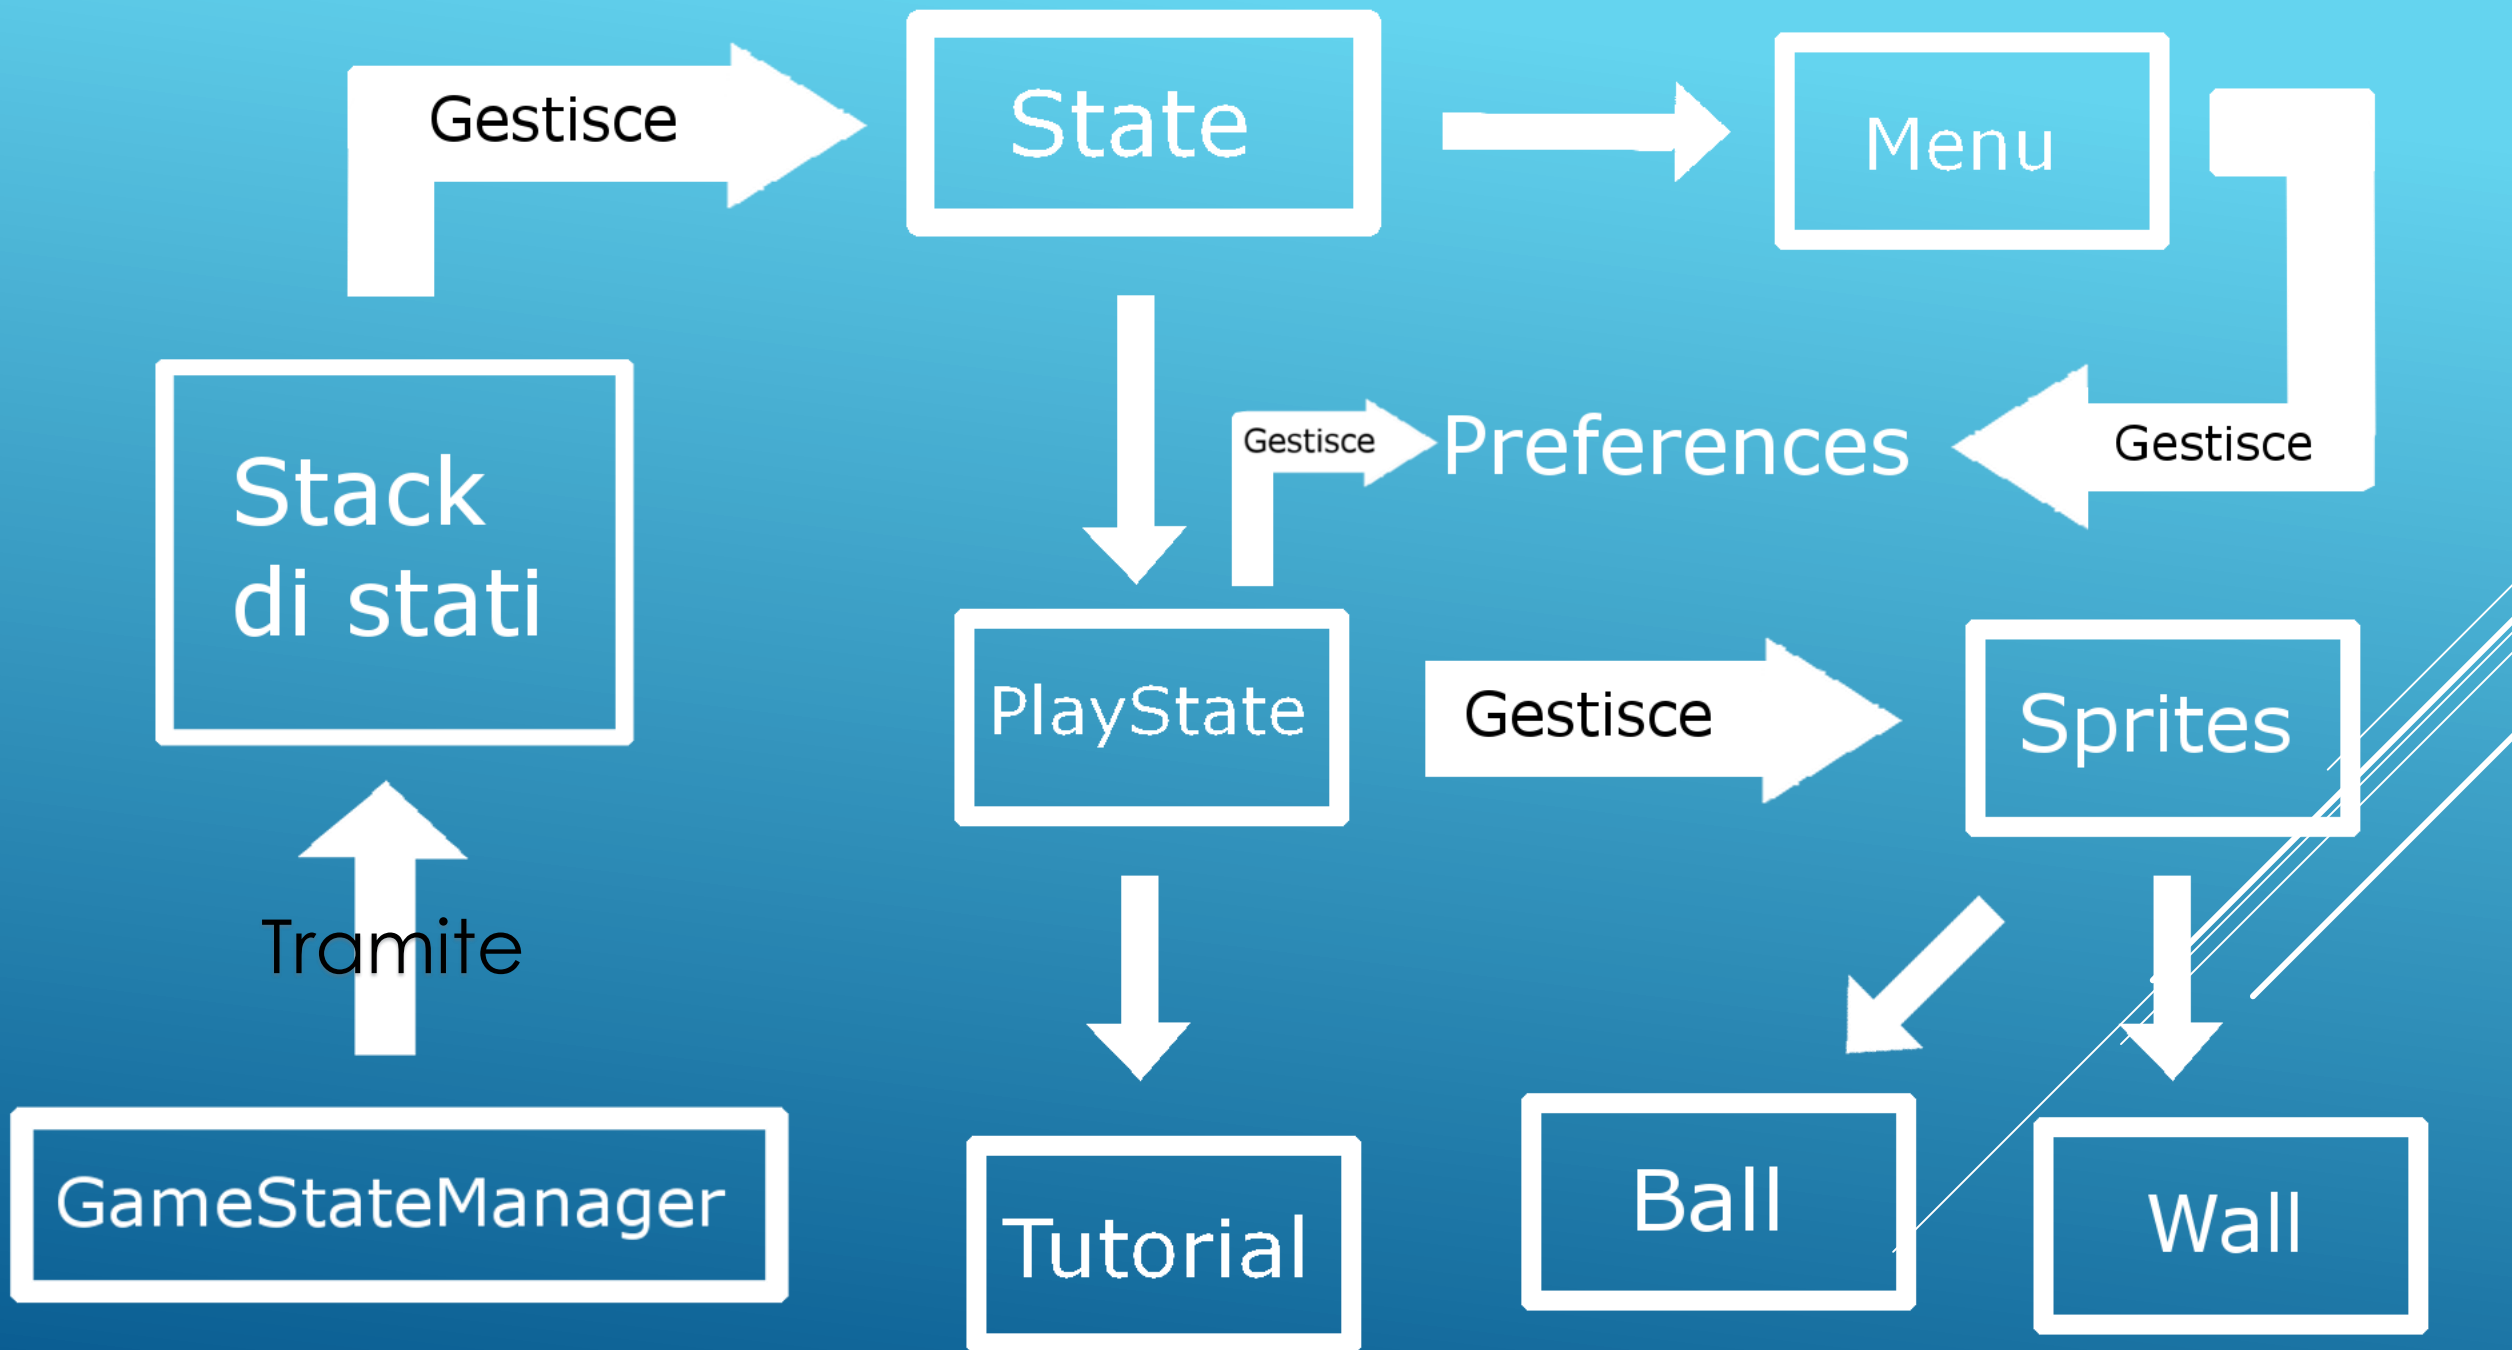 Gestisce
State
Menu
Stack
di stati
Gestisce
Preferences
Gestisce
PlayState
Gestisce
Sprites
Tramite
GameStateManager
Tutorial
Ball
Wall